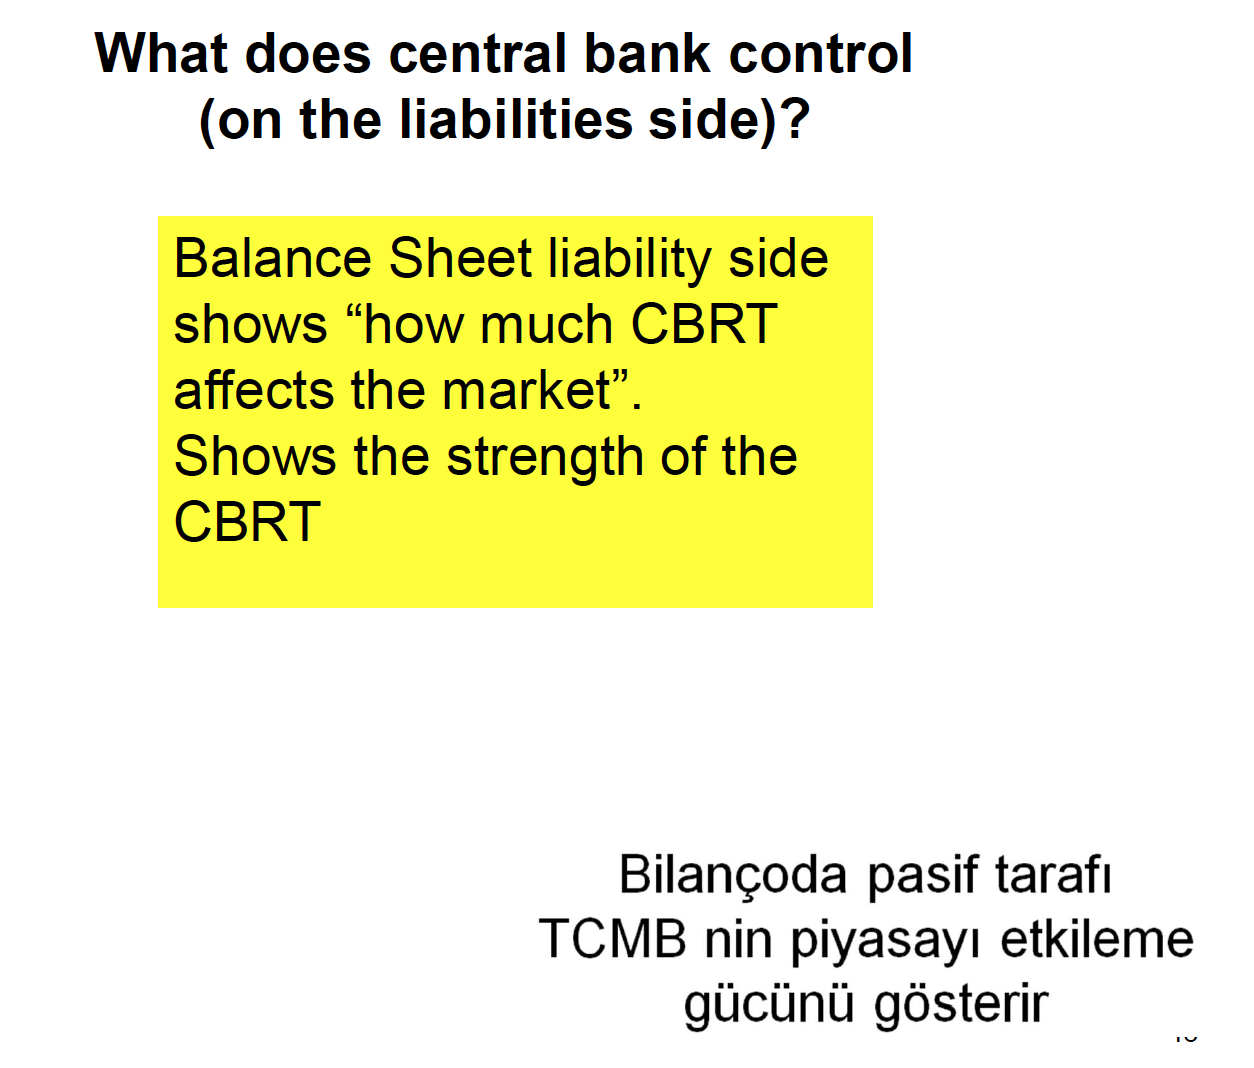 What does central bank control
(on the liabilities side)?
Balance Sheet liability side
shows “how much CBRT
affects the market”.
Shows the strength of the
CBRT
Bilançoda pasif tarafı
TCMB nin piyasayı etkileme
gücünü gösterir